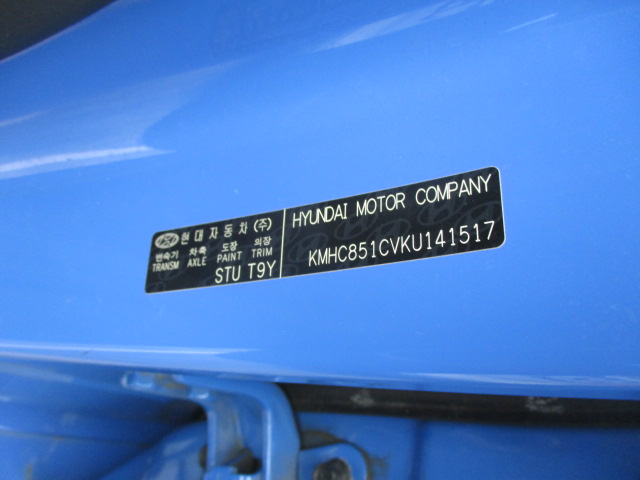 현대자동차(주)
변속기 차축 도장 의장
TRANSM AXLE PAINT TRIM
STU T9Y
HYUNDAI MOTOR COMPANY
KMHC851CVKU141517